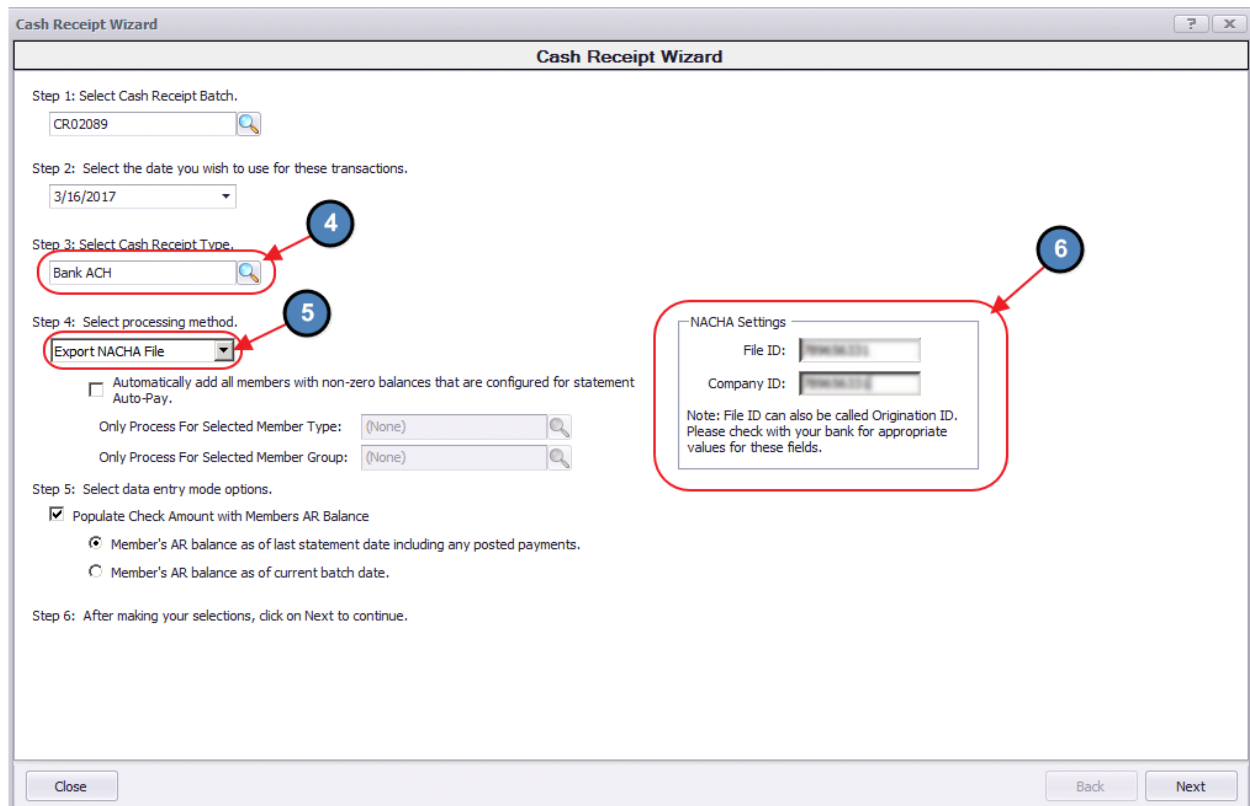 Cash Receipt Wizard
Cash Receipt Wizard
Step 1: Select Cash Receipt Batch.
CR02089
Step 2: Select the date you wish to use for these transactions.
3/16/2017
4
Step 3: Select Cash Receipt Type.
Bank ACH
5
Step 4: Select processing method.
Export NACHA File
Automatically add all members with non-zero balances that are configured for statement
Auto-Pay.
Only Process For Selected Member Type:
(None)
Only Process For Selected Member Group:
(None)
6
NACHA Settings
File ID:
Company ID:
Note: File ID can also be called Origination ID.
Please check with your bank for appropriate
values for these fields.
Step 5: Select data entry mode options.
Populate Check Amount with Members AR Balance
Member's AR balance as of last statement date including any posted payments.
Member's AR balance as of current batch date.
Step 6: After making your selections, click on Next to continue.
Close
Back
Next